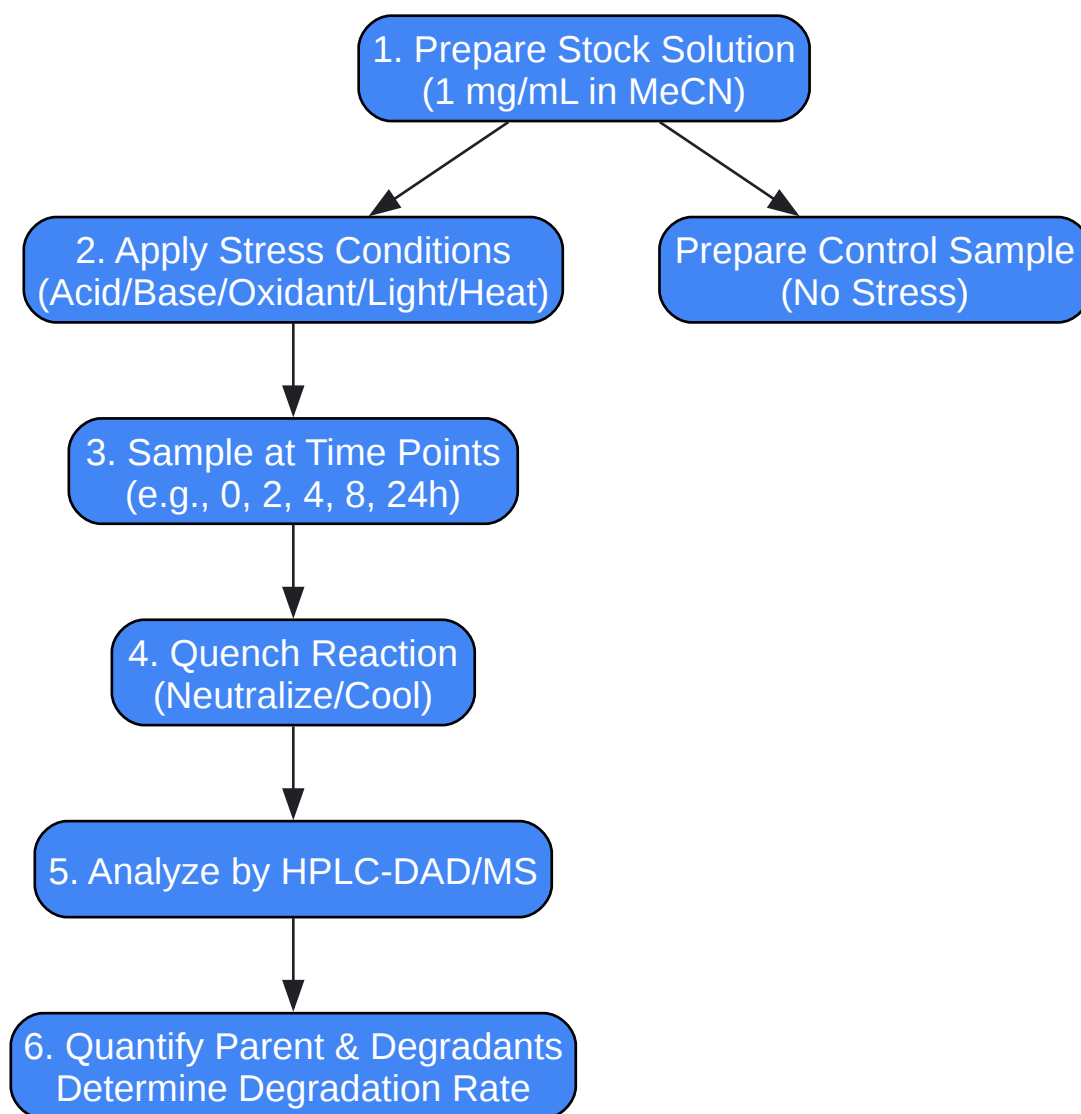 1. Prepare Stock Solution
(1 mg/mL in MeCN)
2. Apply Stress Conditions
(Acid/Base/Oxidant/Light/Heat)
Prepare Control Sample
(No Stress)
3. Sample at Time Points
(e.g., 0, 2, 4, 8, 24h)
4. Quench Reaction
(Neutralize/Cool)
5. Analyze by HPLC-DAD/MS
6. Quantify Parent & Degradants
Determine Degradation Rate